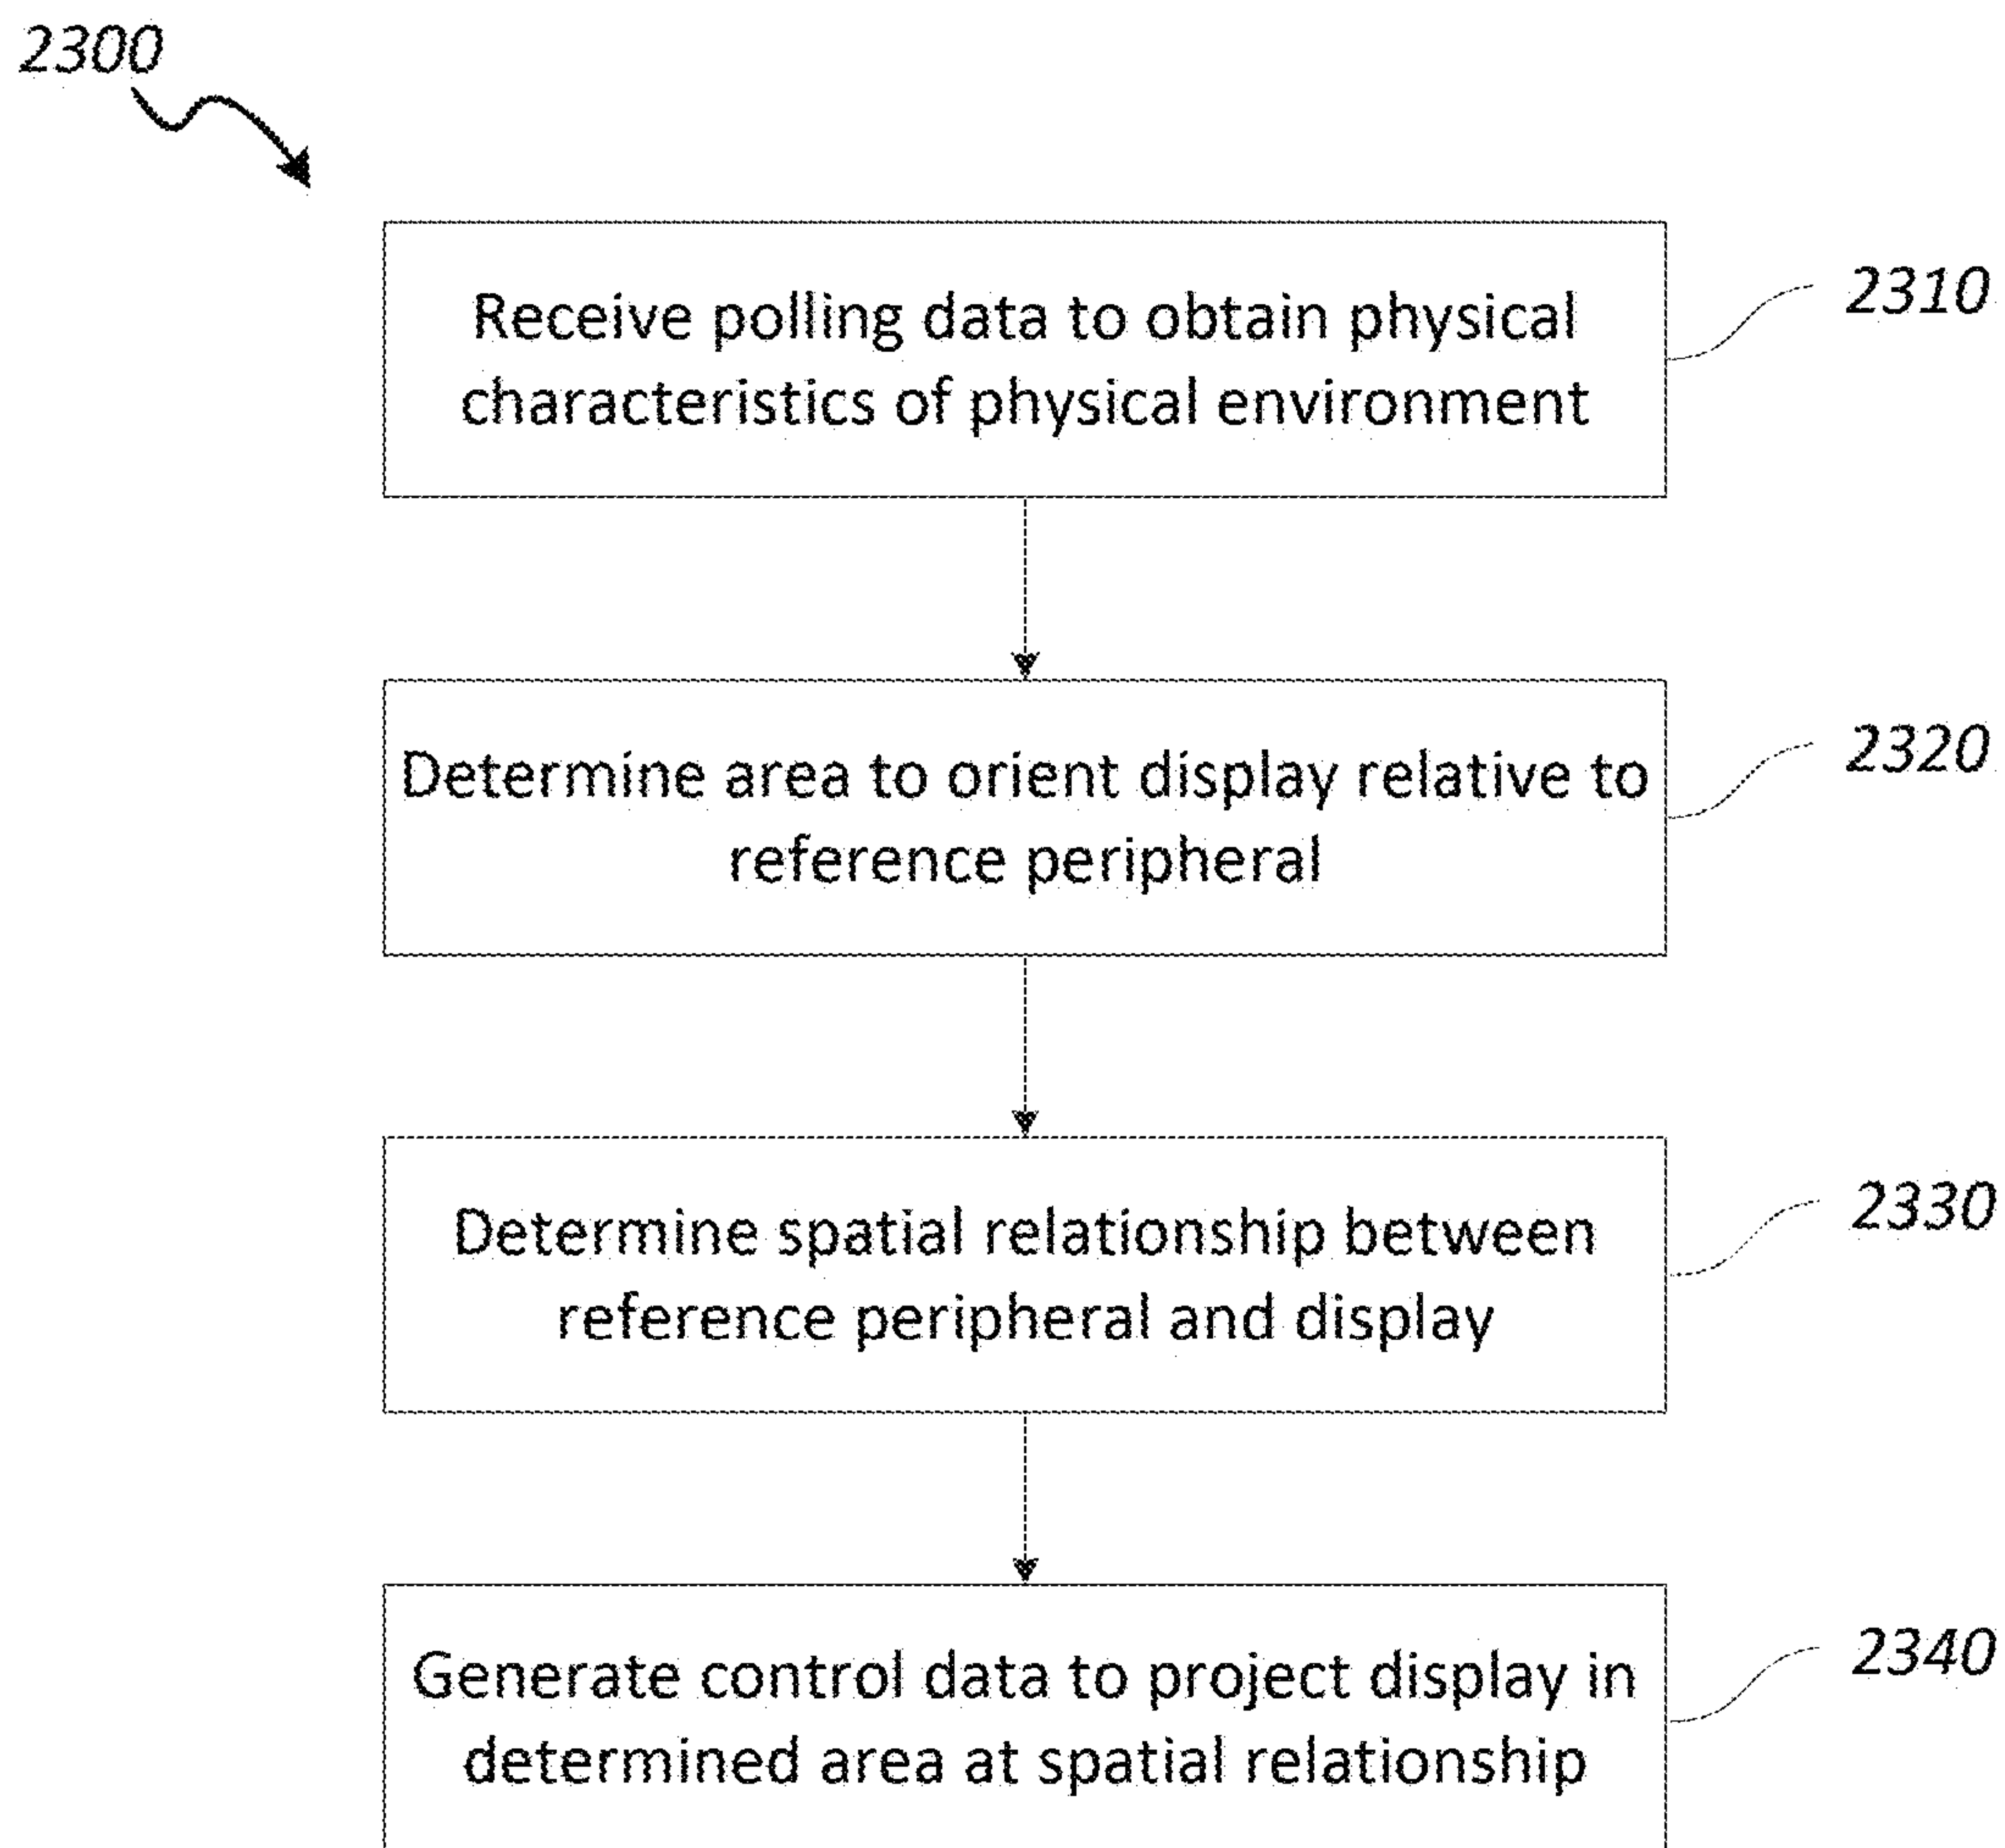 2300
Receive polling data to obtain physical
characteristics of physical environment
2310
Determine area to orient display relative to
reference peripheral
2320
Determine spatial relationship between
reference peripheral and display
2330
Generate control data to project display in
determined area at spatial relationship
2340